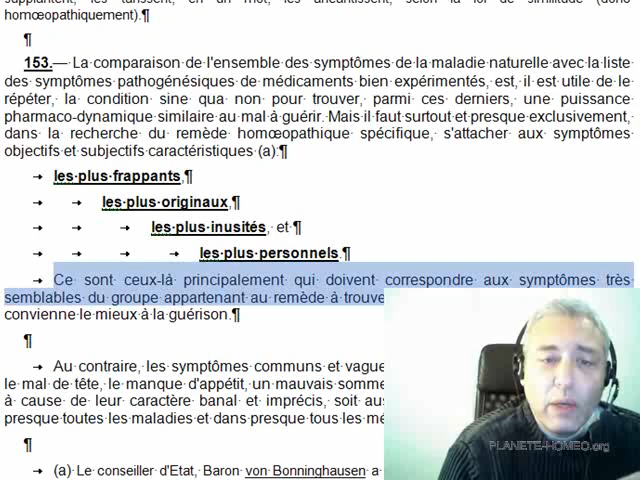 supplantent, les tarissent, en un mot, les anéantissent, selon la loi de similitude (donc
homœopathiquement).¶
¶
153.— La comparaison de l'ensemble des symptômes de la maladie naturelle avec la liste
des symptômes pathogénésiques de médicaments bien expérimentés, est, il est utile de le
répéter, la condition sine qua non pour trouver, parmi ces derniers, une puissance
pharmaco-dynamique similaire au mal à guérir. Mais il faut surtout et presque exclusivement,
dans la recherche du remède homœopathique spécifique, s'attacher aux symptômes
objectifs et subjectifs caractéristiques (a):¶
→ les plus frappants,¶
→ → les plus originaux,¶
→ → → les plus inusités, et ¶
→ → → → les plus personnels.¶
→ Ce sont ceux-là principalement qui doivent correspondre aux symptômes très
semblables du groupe appartenant au remède à trouve
convienne le mieux à la guérison.¶
¶
→ Au contraire, les symptômes communs et vague
le mal de tête, le manque d'appétit, un mauvais somme
à cause de leur caractère banal et imprécis, soit aus
presque toutes les maladies et dans presque tous les mé
¶
→ (a) Le conseiller d'Etat, Baron von Bonninghausen a
PLANETE-HOMEO.org